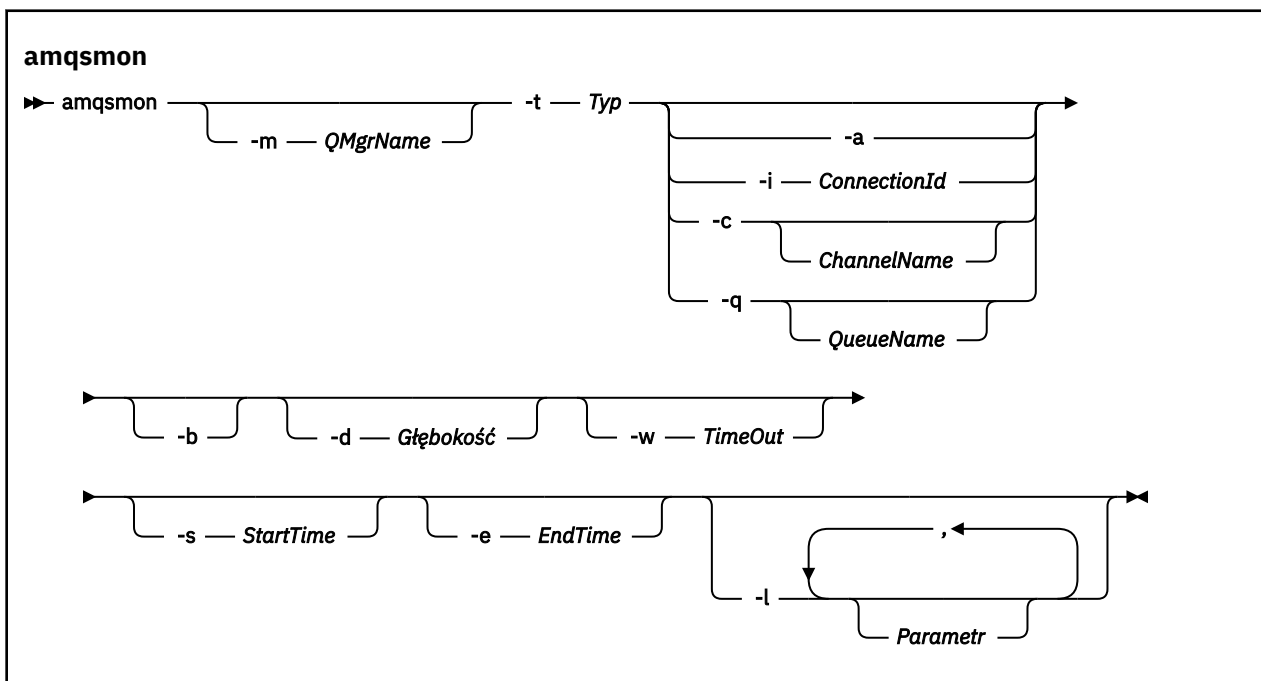 amqsmon
amqsmon -t Typ
-m QMgrName
-a
-i ConnectionId
-c
ChannelName
-q
QueueName
-b -d Głębokość -w TimeOut
,
-s StartTime -e EndTime
-l
Parametr